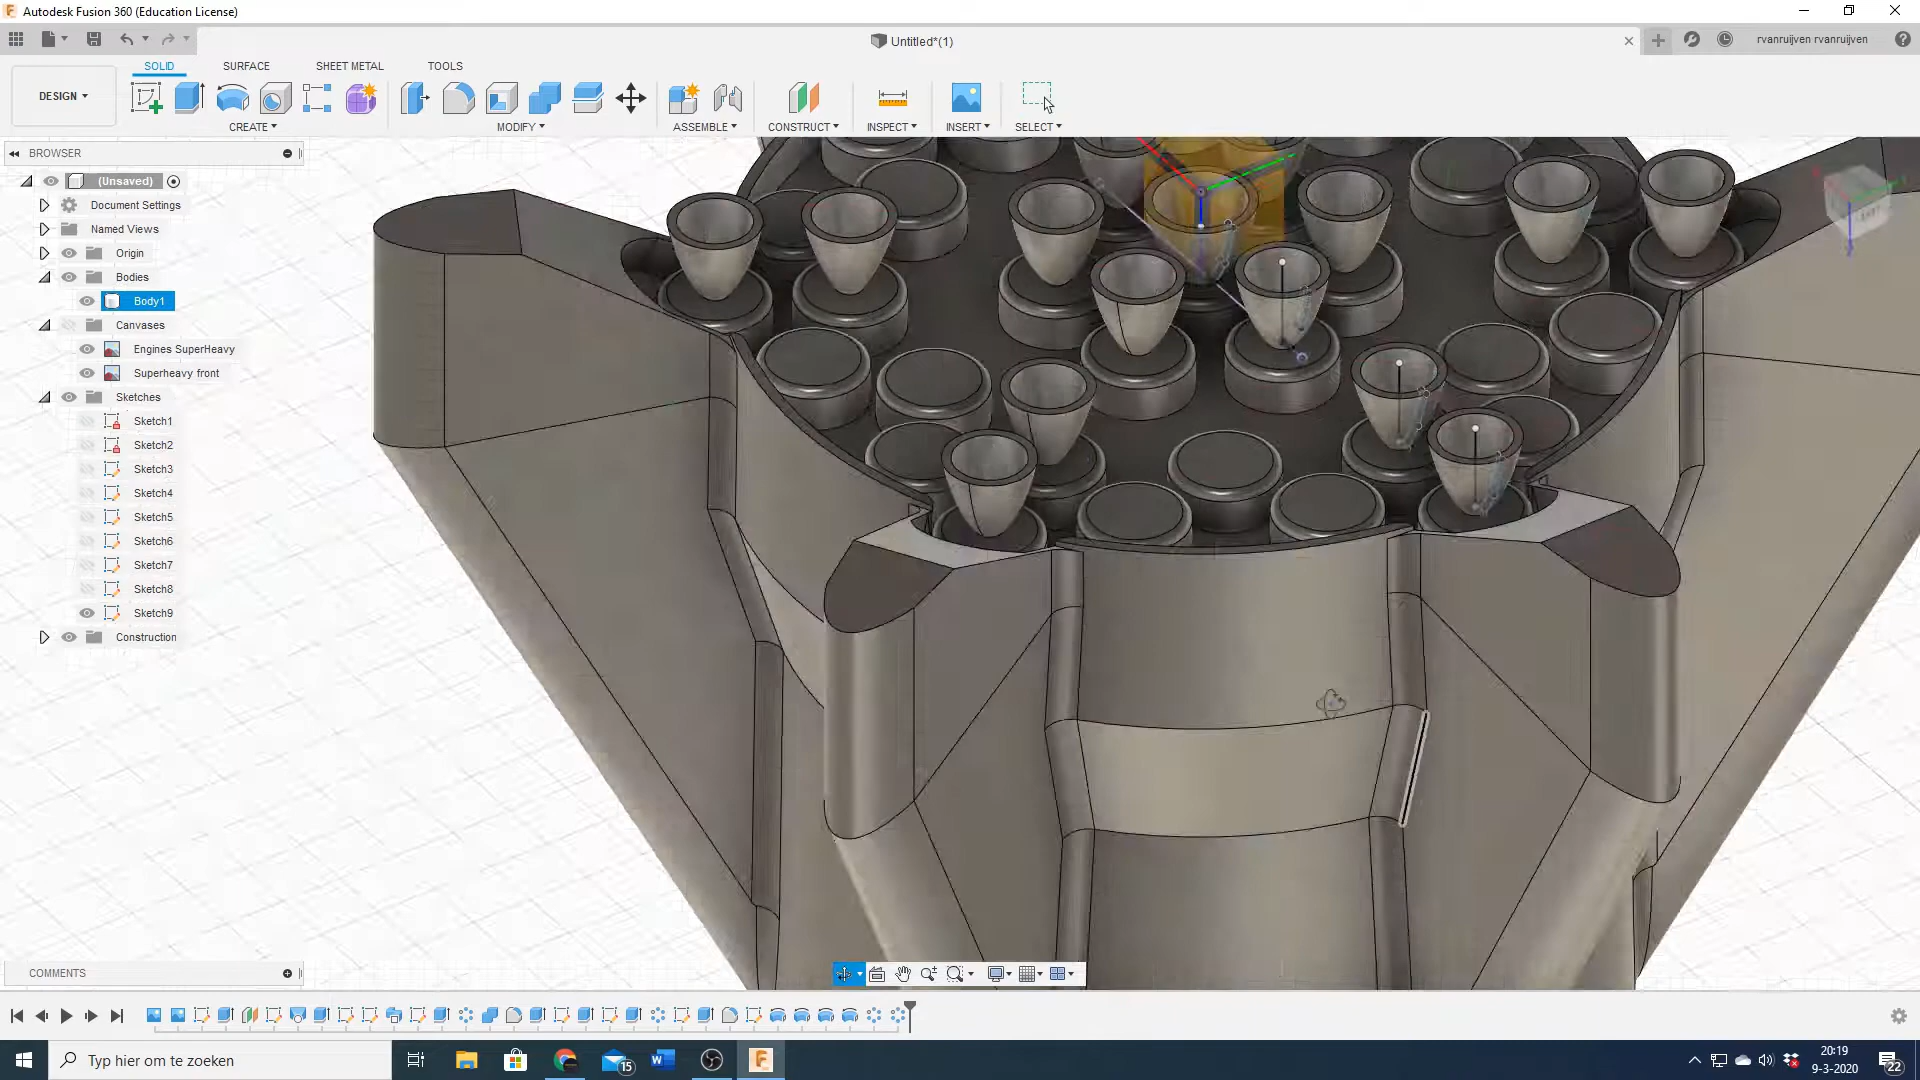 Autodesk Fusion 360 (Education License)
Untitled*(1)
rvanruijven rvanruijven
SOLID
SURFACE
SHEET METAL
TOOLS
DESIGN
CREATE
MODIFY
ASSEMBLE
CONSTRUCT
INSPECT
INSERT
SELECT
BROWSER
(Unsaved)
Document Settings
Named Views
Origin
Bodies
Body1
Canvases
Engines SuperHeavy
Superheavy front
Sketches
Sketch1
Sketch2
Sketch3
Sketch4
Sketch5
Sketch6
Sketch7
Sketch8
Sketch9
Construction
COMMENTS
Typ hier om te zoeken
15
20:19
9-3-2020
22